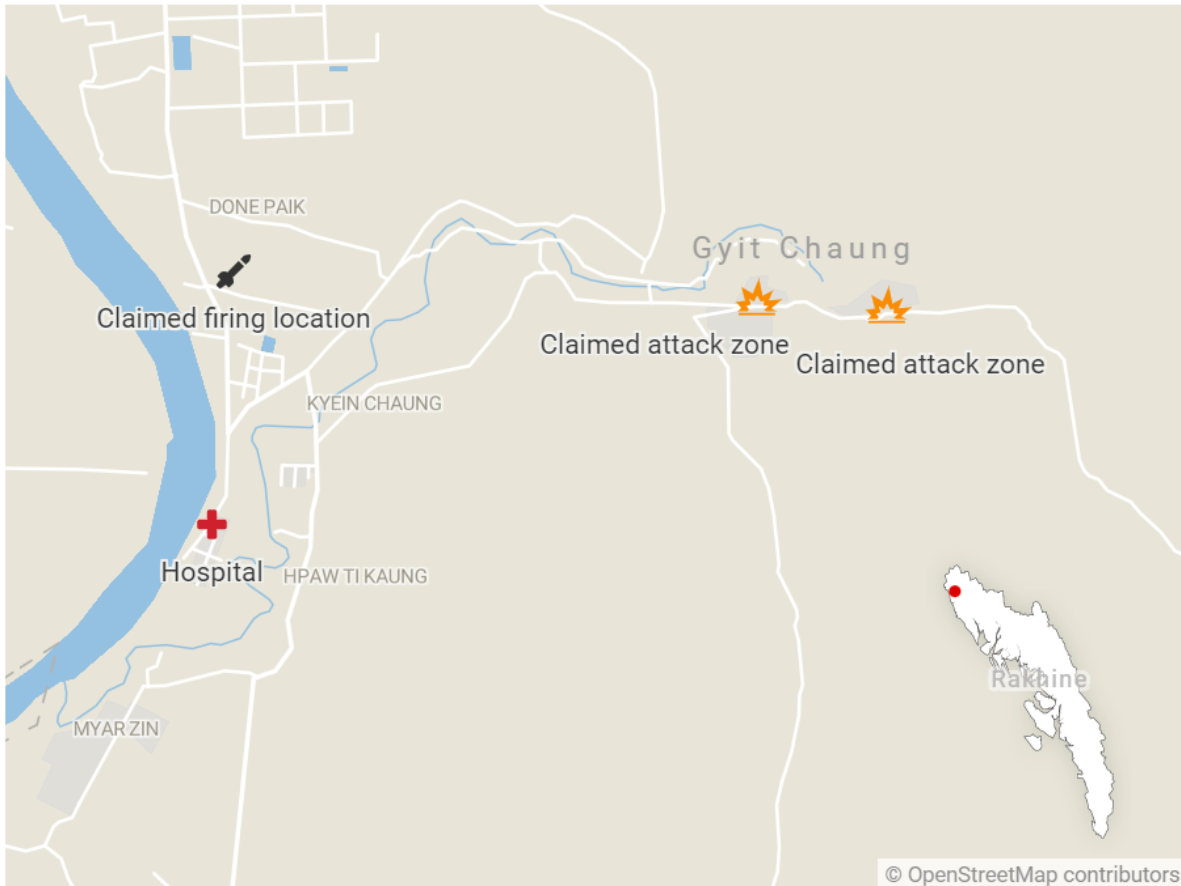 DONE PAIK
Gyit Chaung
Claimed firing location
Claimed attack zone
Claimed attack zone
KYEIN CHAUNG
Hospital
HPAW TI KAUNG
Rakhine
MYAR ZIN
© OpenStreetMap contributors